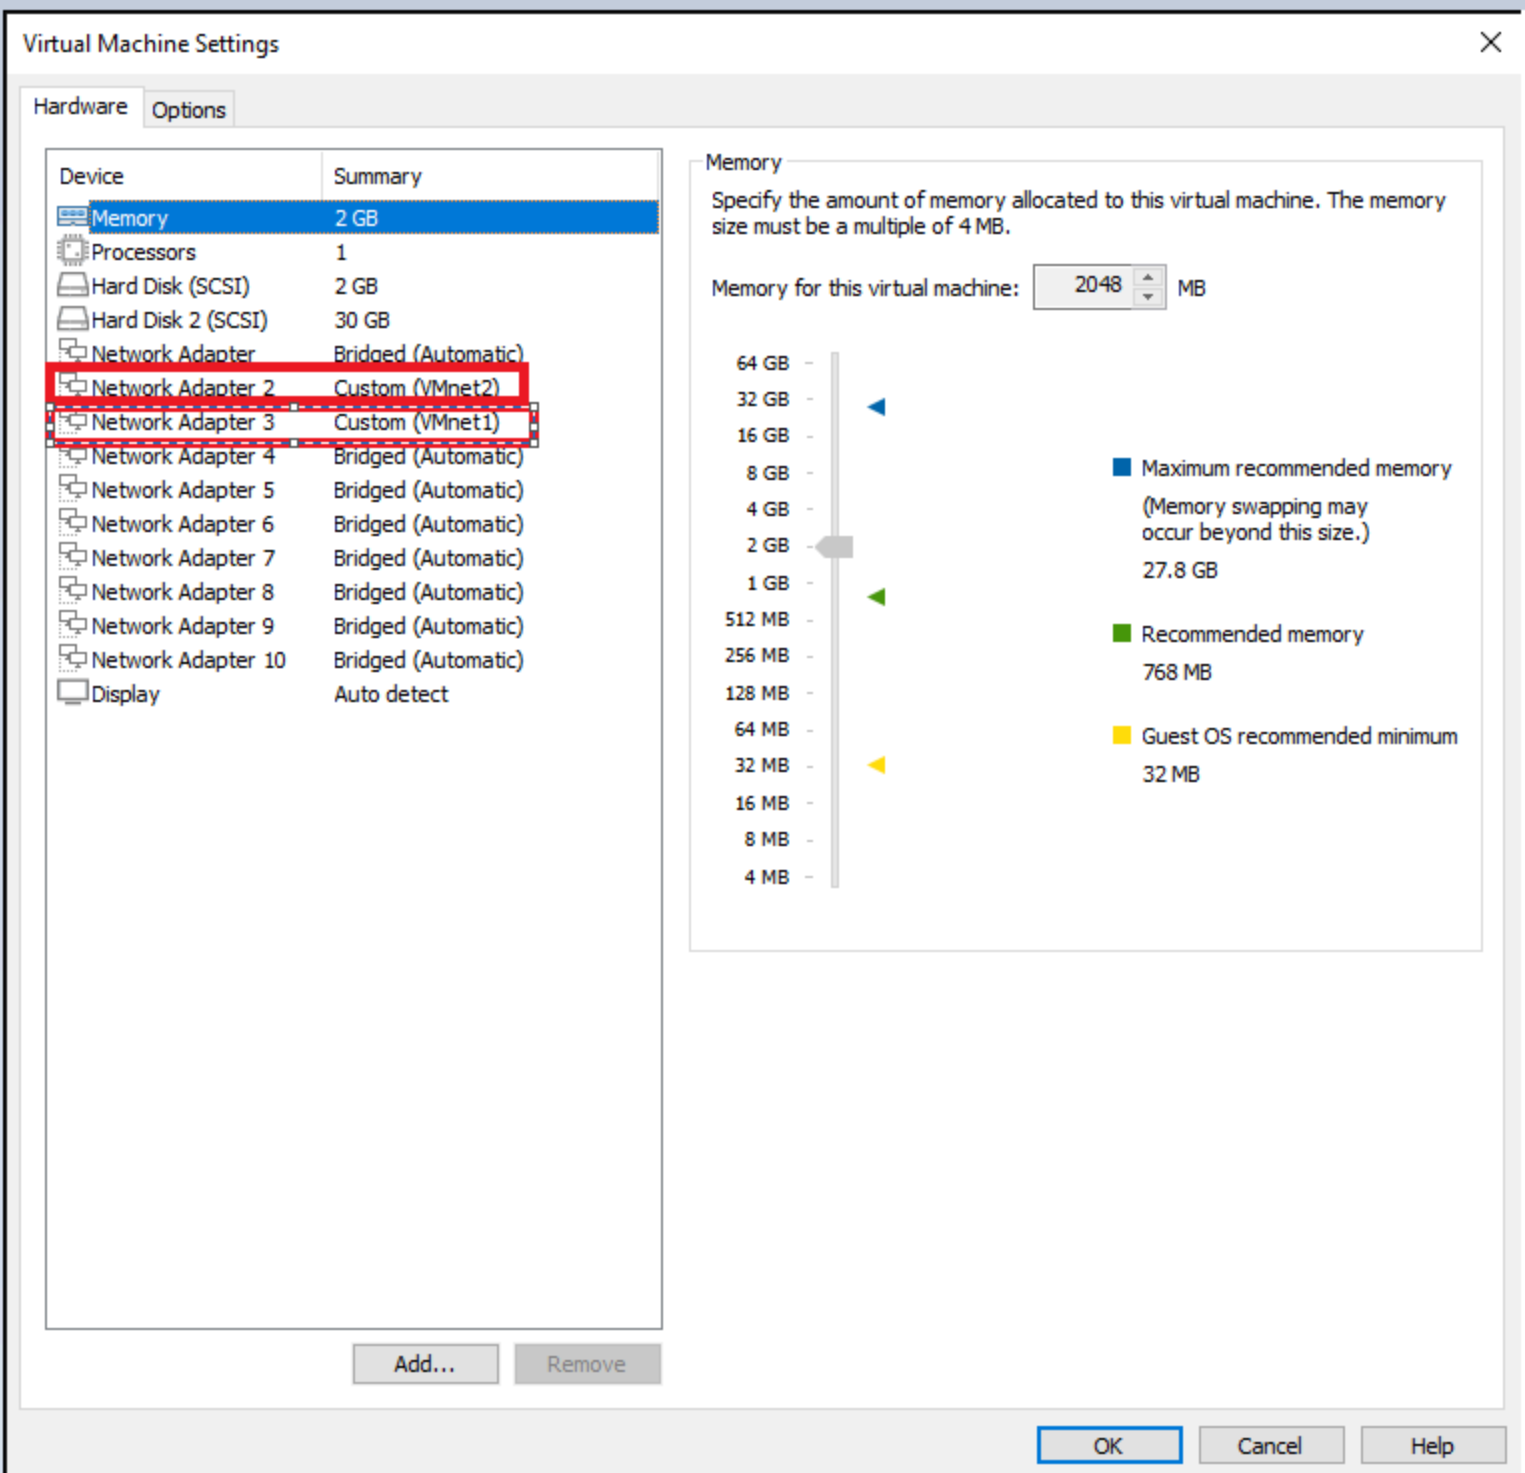 Virtual Machine Settings
Hardware Options
Device Summary
Memory 2 GB
Processors 1
Hard Disk (SCSI) 2 GB
Hard Disk 2 (SCSI) 30 GB
Network Adapter Bridged (Automatic)
Network Adapter 2 Custom (VMnet2)
Network Adapter 3 Custom (VMnet1)
Network Adapter 4 Bridged (Automatic)
Network Adapter 5 Bridged (Automatic)
Network Adapter 6 Bridged (Automatic)
Network Adapter 7 Bridged (Automatic)
Network Adapter 8 Bridged (Automatic)
Network Adapter 9 Bridged (Automatic)
Network Adapter 10 Bridged (Automatic)
Display Auto detect
Add... Remove
Memory
Specify the amount of memory allocated to this virtual machine. The memory
size must be a multiple of 4 MB.
Memory for this virtual machine: 2048 MB
64 GB
32 GB
16 GB
8 GB
4 GB
2 GB
1 GB
512 MB
256 MB
128 MB
64 MB
32 MB
16 MB
8 MB
4 MB
Maximum recommended memory
(Memory swapping may
occur beyond this size.)
27.8 GB
Recommended memory
768 MB
Guest OS recommended minimum
32 MB
OK Cancel Help